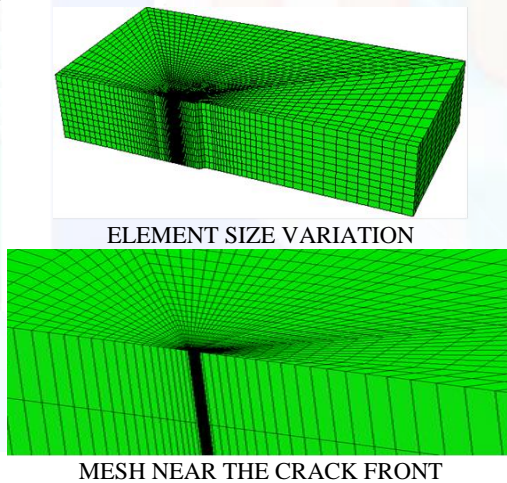 ELEMENT SIZE VARIATION
MESH NEAR THE CRACK FRONT